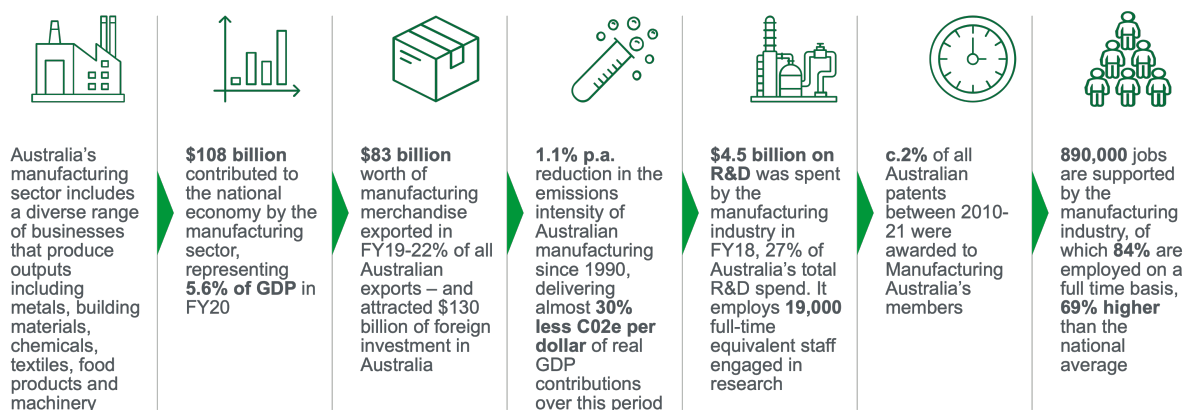 Australia's
manufacturing
sector includes
a diverse range
of businesses
that produce
outputs
including
metals, building
materials,
chemicals,
textiles, food
products and
machinery
$108 billion
contributed to
the national
economy by the
manufacturing
sector,
representing
5.6% of GDP in
FY20
$83 billion
worth of
manufacturing
merchandise
exported in
FY19-22% of all
Australian
exports – and
attracted $130
billion of foreign
investment in
Australia
1.1% p.a.
reduction in the
emissions
intensity of
Australian
manufacturing
since 1990,
delivering
almost 30%
less C02e per
dollar of real
GDP
contributions
over this period
$4.5 billion on
R&D was spent
by the
manufacturing
industry in
FY18, 27% of
Australia's total
R&D spend. It
employs 19,000
full-time
equivalent staff
engaged in
research
c.2% of all
Australian
patents
between 2010-
21 were
awarded to
Manufacturing
Australia's
members
890,000 jobs
are supported
by the
manufacturing
industry, of
which 84% are
employed on a
full time basis,
69% higher
than the
national
average